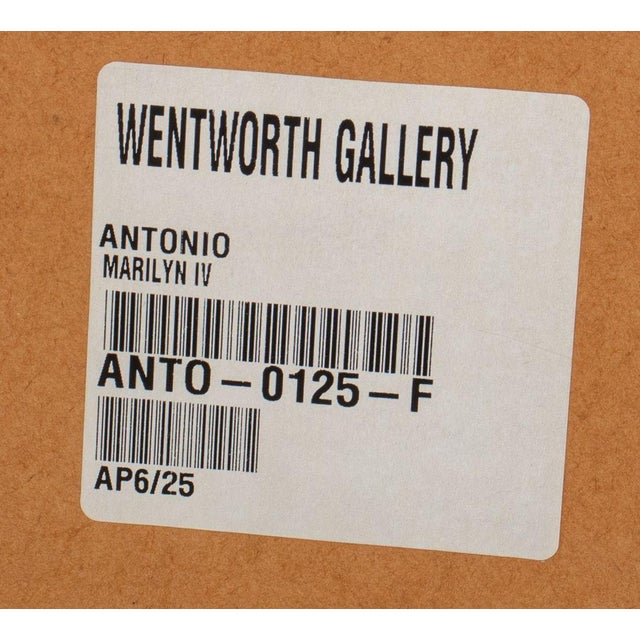 WENTWORTH GALLERY
ANTONIO
MARILYN IV
ANTO-0125-F
AP6/25